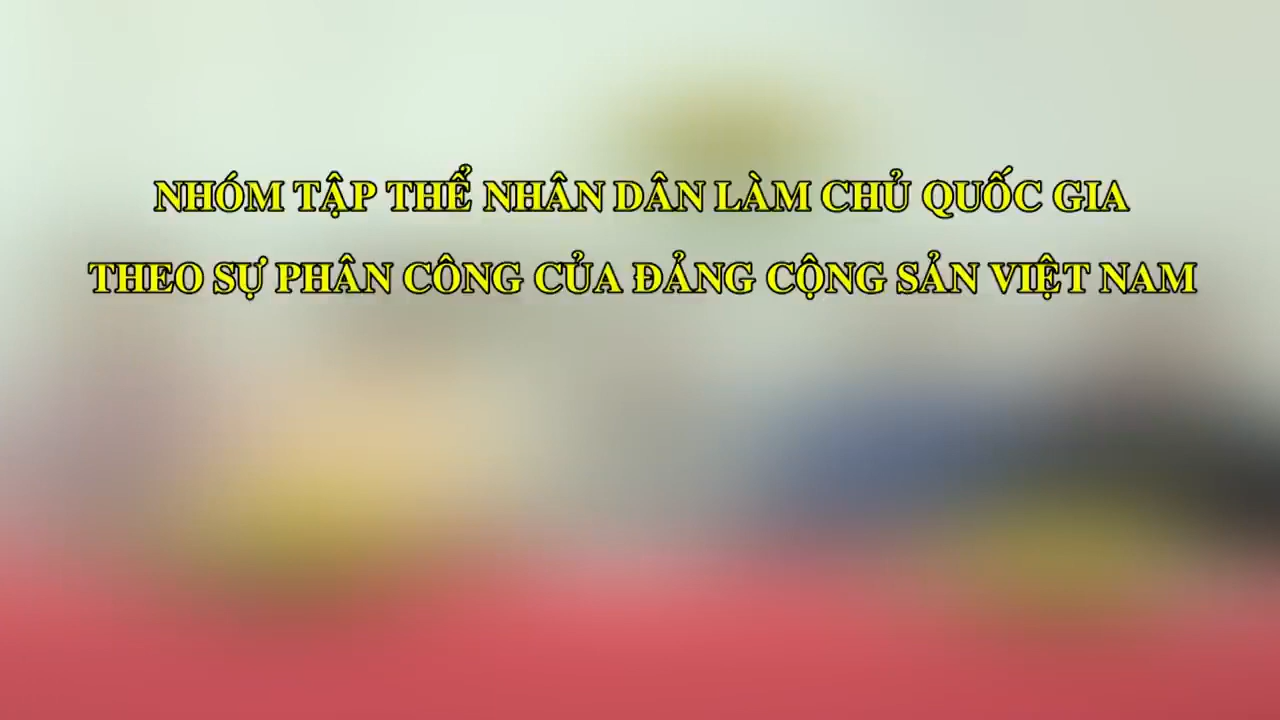 NHÓM TẬP THỂ NHÂN DÂN LÀM CHỦ QUỐC GIA
THEO SỰ PHÂN CÔNG CỦA ĐẢNG CỘNG SẢN VIỆT NAM